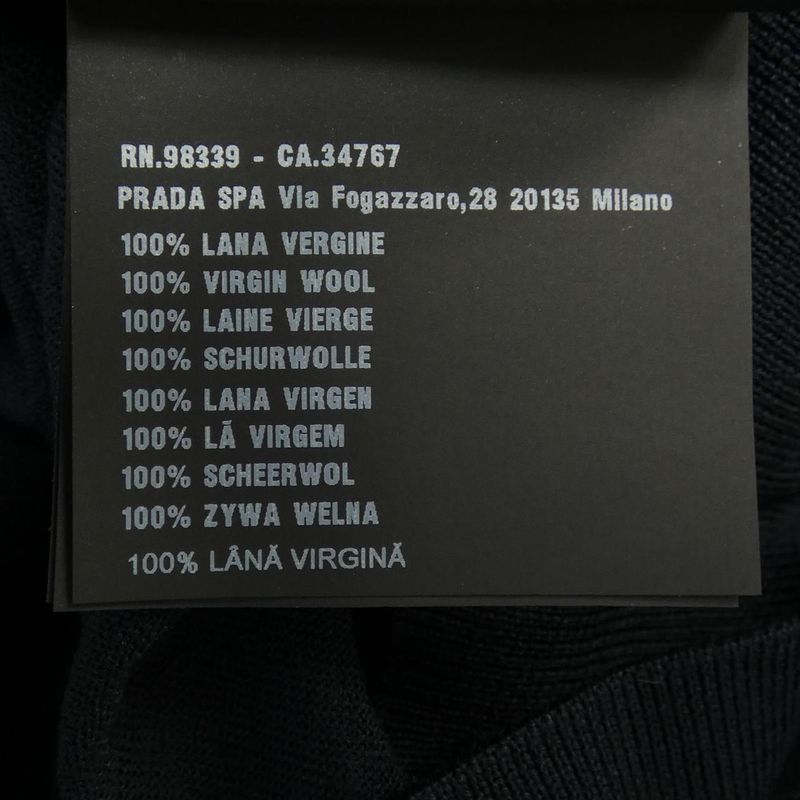 RN.98339 - CA.34767
PRADA SPA Via Fogazzaro,28 20135 Milano
100% LANA VERGINE
100% VIRGIN WOOL
100% LAINE VIERGE
100% SCHURWOLLE
100% LANA VIRGEN
100% LÃ VIRGEM
100% SCHEERWOL
100% ZYWA WELNA
100% LÂNĂ VIRGINĂ